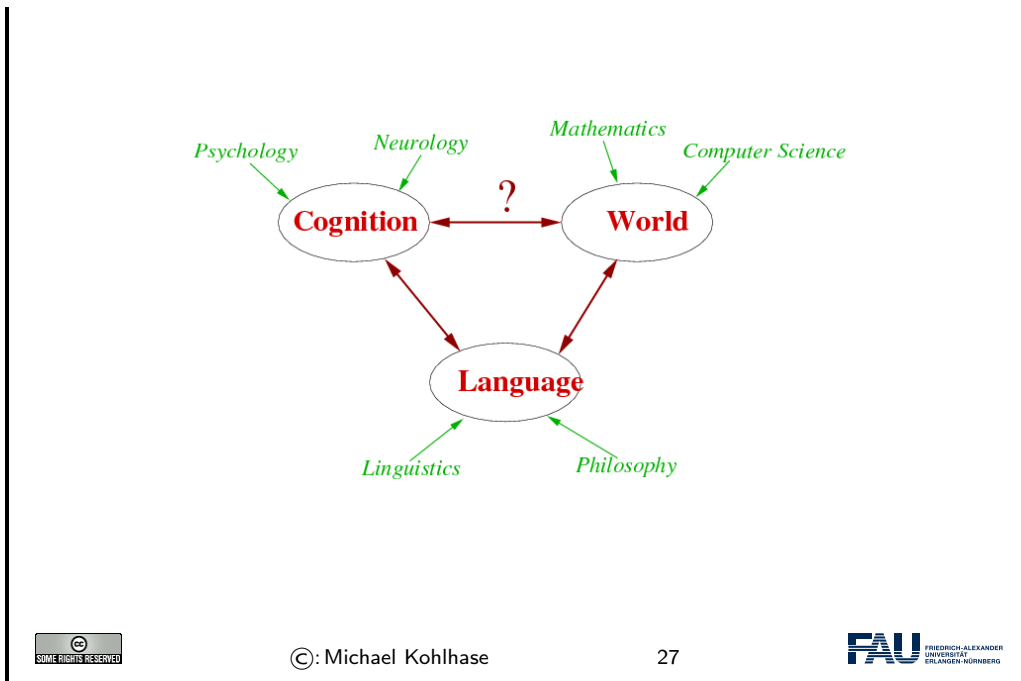 Mathematics
Neurology
Psychology
Computer Science
?
Cognition
World
Language
Linguistics
Philosophy
cc
SOME RIGHTS RESERVED
©: Michael Kohlhase
27
FAU
FRIEDRICH-ALEXANDER
UNIVERSITÄT
ERLANGEN-NÜRNBERG